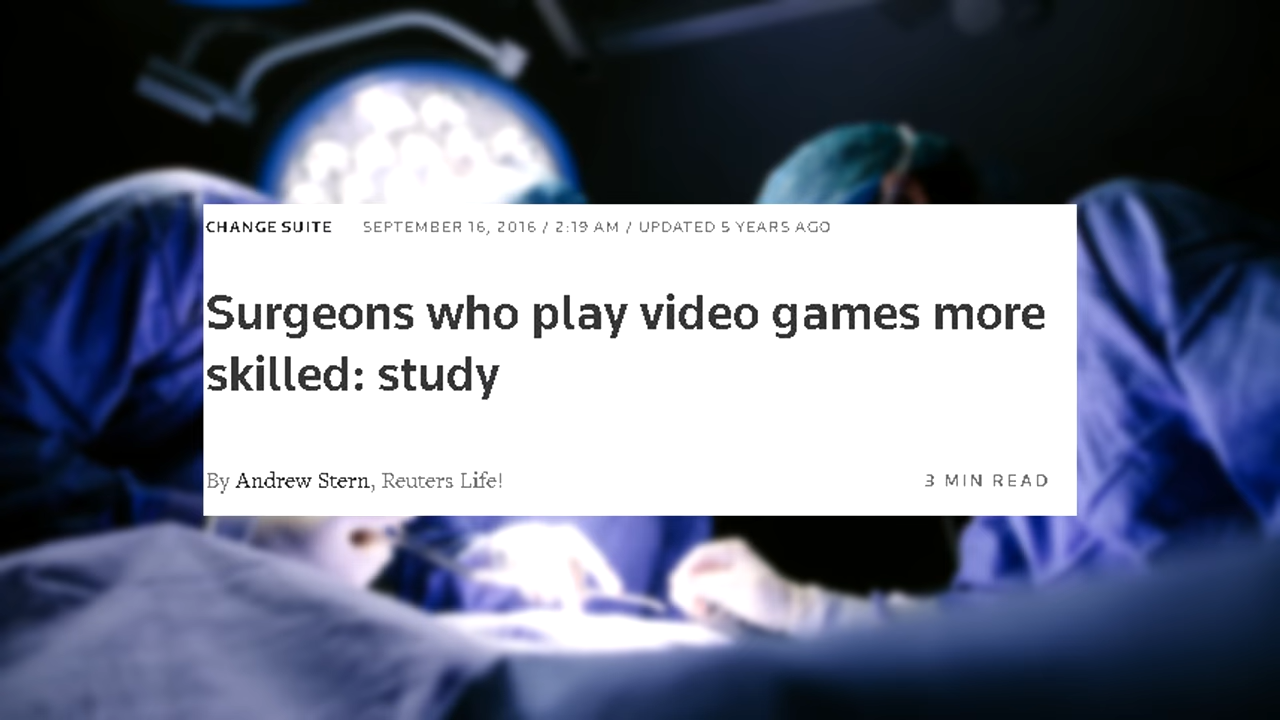 CHANGE SUITE SEPTEMBER 16, 2016 / 2:19 AM / UPDATED 5 YEARS AGO
Surgeons who play video games more
skilled: study
By Andrew Stern, Reuters Life! 3 MIN READ